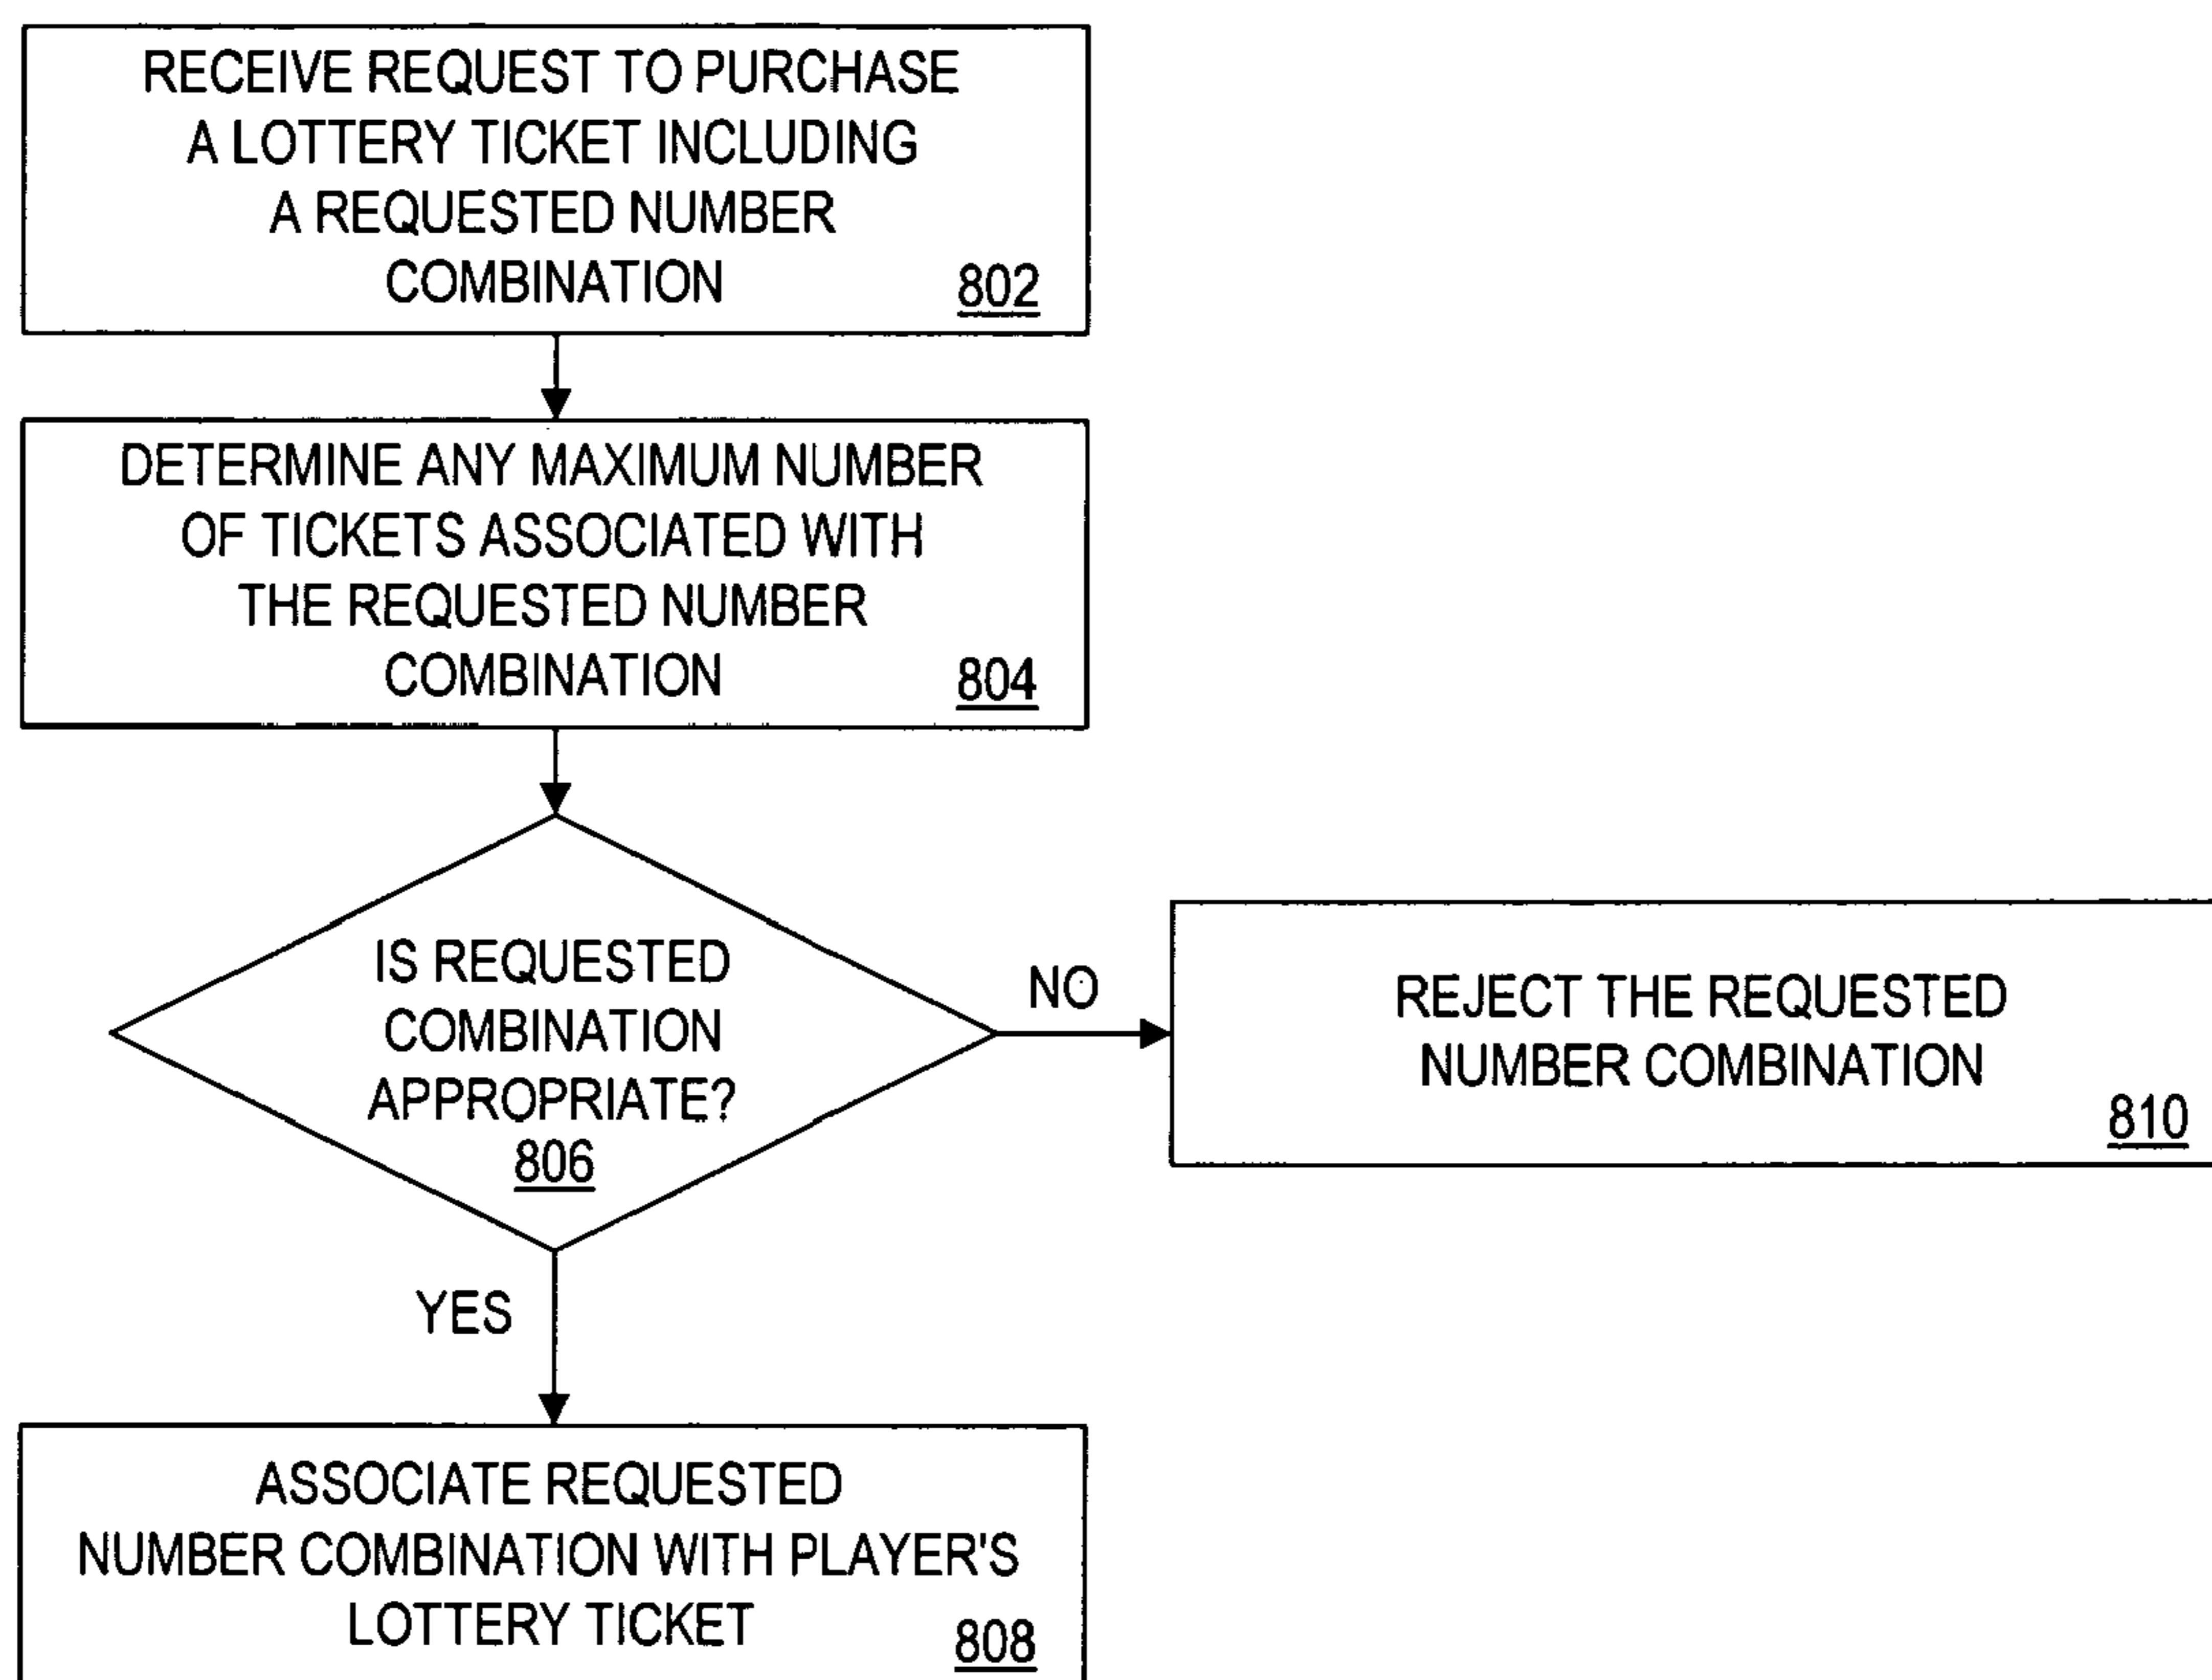 RECEIVE REQUEST TO PURCHASE
A LOTTERY TICKET INCLUDING
A REQUESTED NUMBER
COMBINATION 802
DETERMINE ANY MAXIMUM NUMBER
OF TICKETS ASSOCIATED WITH
THE REQUESTED NUMBER
COMBINATION 804
IS REQUESTED
COMBINATION
APPROPRIATE?
806
NO
REJECT THE REQUESTED
NUMBER COMBINATION
810
YES
ASSOCIATE REQUESTED
NUMBER COMBINATION WITH PLAYER'S
LOTTERY TICKET 808